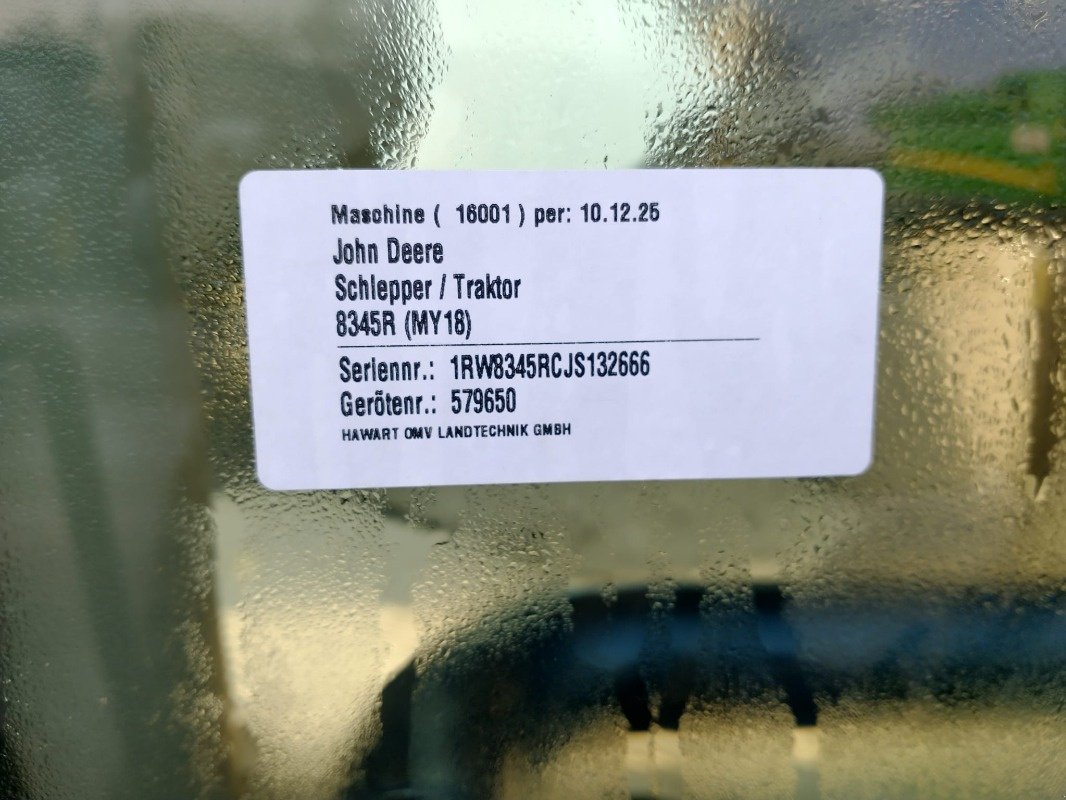 Maschine ( 16001 ) per: 10.12.25
John Deere
Schlepper / Traktor
8345R (MY18)
Seriennr.: 1RW8345RCJS132666
Gerötenr.: 579650
HAWART OMV LANDTECHNIK GMBH